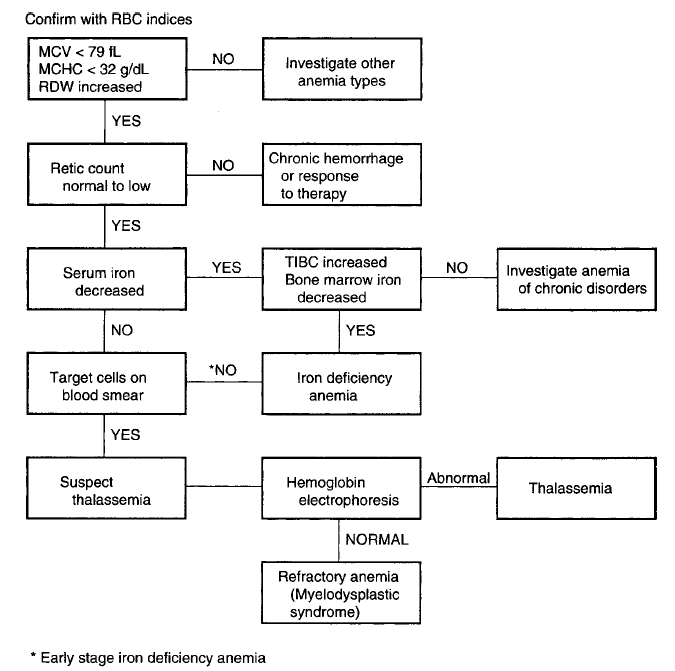 Confirm with RBC indices
MCV < 79 fL
MCHC < 32 g/dL
RDW increased
NO
Investigate other
anemia types
YES
Retic count
normal to low
NO
Chronic hemorrhage
or response
to therapy
YES
Serum iron
decreased
YES
TIBC increased
Bone marrow iron
decreased
NO
Investigate anemia
of chronic disorders
NO
YES
Target cells on
blood smear
*NO
Iron deficiency
anemia
YES
Suspect
thalassemia
Hemoglobin
electrophoresis
Abnormal
Thalassemia
NORMAL
Refractory anemia
(Myelodysplastic
syndrome)
* Early stage iron deficiency anemia